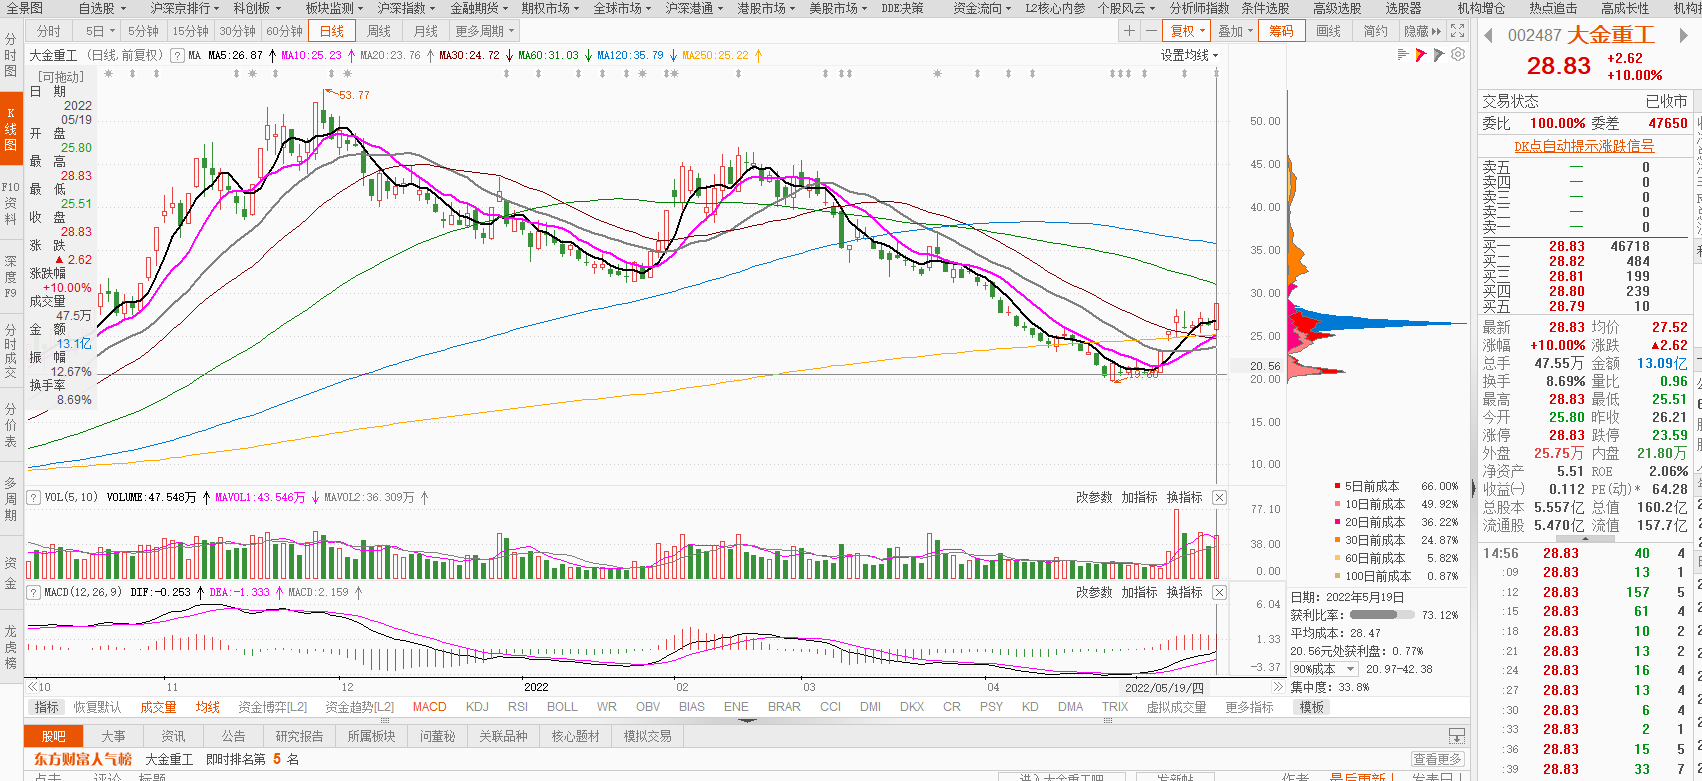 全景图 自选股 沪深京排行 科创板 板块监测 沪深指数 金融期货 期权市场 全球市场 沪深港通 港股市场 美股市场 DDE决策 资金流向 L2核心内参 个股风云 分析师指数 条件选股 高级选股 选股器 机构增仓 热点追击 高成长性
分时 5日 5分钟 15分钟 30分钟 60分钟 日线 周线 月线 更多周期 复权 叠加 筹码 画线 简约 隐藏
大金重工 (日线,前复权) ? MA MA5:26.87 MA10:25.23 MA20:23.76 MA30:24.72 MA60:31.03 MA120:35.79 MA250:25.22 设置均线
分时图
K线图
F10资料
深度F9
分时成交
分价表
多周期
资金
龙虎榜
[可拖动]
日 期
2022
05/19
开 盘
25.80
最 高
28.83
最 低
25.51
收 盘
28.83
涨 跌
▲2.62
涨跌幅
+10.00%
成交量
47.5万
金 额
13.1亿
振 幅
12.67%
换手率
8.69%
53.77
50.00
45.00
40.00
35.00
30.00
25.00
20.56
20.00
15.00
10.00
? VOL(5,10) VOLUME:47.548万 MAVOL1:43.546万 MAVOL2:36.309万 改参数 加指标 换指标
77.10
38.00
0.00
? MACD(12,26,9) DIF:-0.253 DEA:-1.333 MACD:2.159 改参数 加指标 换指标
6.04
1.33
-3.37
10 11 12 2022 02 03 04 2022/05/19/四
指标 恢复默认 成交量 均线 资金博弈[L2] 资金趋势[L2] MACD KDJ RSI BOLL WR OBV BIAS ENE BRAR CCI DMI DKX CR PSY KD DMA TRIX 虚拟成交量 更多指标 模板
股吧 大事 资讯 公告 研究报告 所属板块 问董秘 关联品种 核心题材 模拟交易
东方财富人气榜 大金重工 即时排名第 5 名 查看更多
点击 评论 标题 进入大金重工吧 发新帖 作者 最后更新 发表日
5日前成本 66.00%
10日前成本 49.92%
20日前成本 36.22%
30日前成本 24.87%
60日前成本 5.82%
100日前成本 0.87%
日期: 2022年5月19日
获利比率: 73.12%
平均成本: 28.47
20.56元处获利盘: 0.77%
90%成本 20.97-42.38
集中度: 33.8%
002487 大金重工
28.83 +2.62
+10.00%
交易状态 已收市
委比 100.00% 委差 47650
DK点自动提示涨跌信号
卖五 — 0
卖四 — 0
卖三 — 0
卖二 — 0
卖一 — 0
买一 28.83 46718
买二 28.82 484
买三 28.81 199
买四 28.80 239
买五 28.79 10
最新 28.83 均价 27.52
涨幅 +10.00% 涨跌 ▲2.62
总手 47.55万 金额 13.09亿
换手 8.69% 量比 0.96
最高 28.83 最低 25.51
今开 25.80 昨收 26.21
涨停 28.83 跌停 23.59
外盘 25.75万 内盘 21.80万
净资产 5.51 ROE 2.06%
收益㈠ 0.112 PE(动)* 64.28
总股本 5.557亿 总值 160.2亿
流通股 5.470亿 流值 157.7亿
14:56 28.83 40 4
:09 28.83 13 1
:12 28.83 157 5
:15 28.83 61 4
:18 28.83 10 2
:21 28.83 13 2
:24 28.83 16 4
:27 28.83 13 4
:30 28.83 6 4
:33 28.83 2 1
:36 28.83 15 5
:39 28.83 33 7